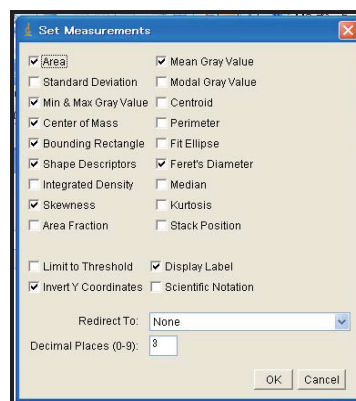 Set Measurements
Area Mean Gray Value
Standard Deviation Modal Gray Value
Min & Max Gray Value Centroid
Center of Mass Perimeter
Bounding Rectangle Fit Ellipse
Shape Descriptors Feret's Diameter
Integrated Density Median
Skewness Kurtosis
Area Fraction Stack Position
Limit to Threshold Display Label
Invert Y Coordinates Scientific Notation
Redirect To: None
Decimal Places (0-9): 3
OK Cancel